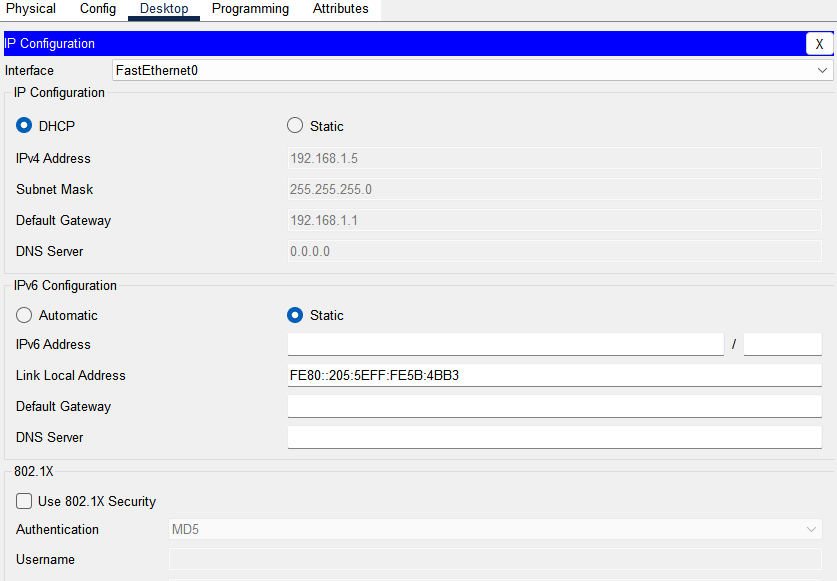 Physical Config Desktop Programming Attributes
IP Configuration X
Interface FastEthernet0
IP Configuration
DHCP Static
IPv4 Address 192.168.1.5
Subnet Mask 255.255.255.0
Default Gateway 192.168.1.1
DNS Server 0.0.0.0
IPv6 Configuration
Automatic Static
IPv6 Address /
Link Local Address FE80::205:5EFF:FE5B:4BB3
Default Gateway
DNS Server
802.1X
Use 802.1X Security
Authentication MD5
Username